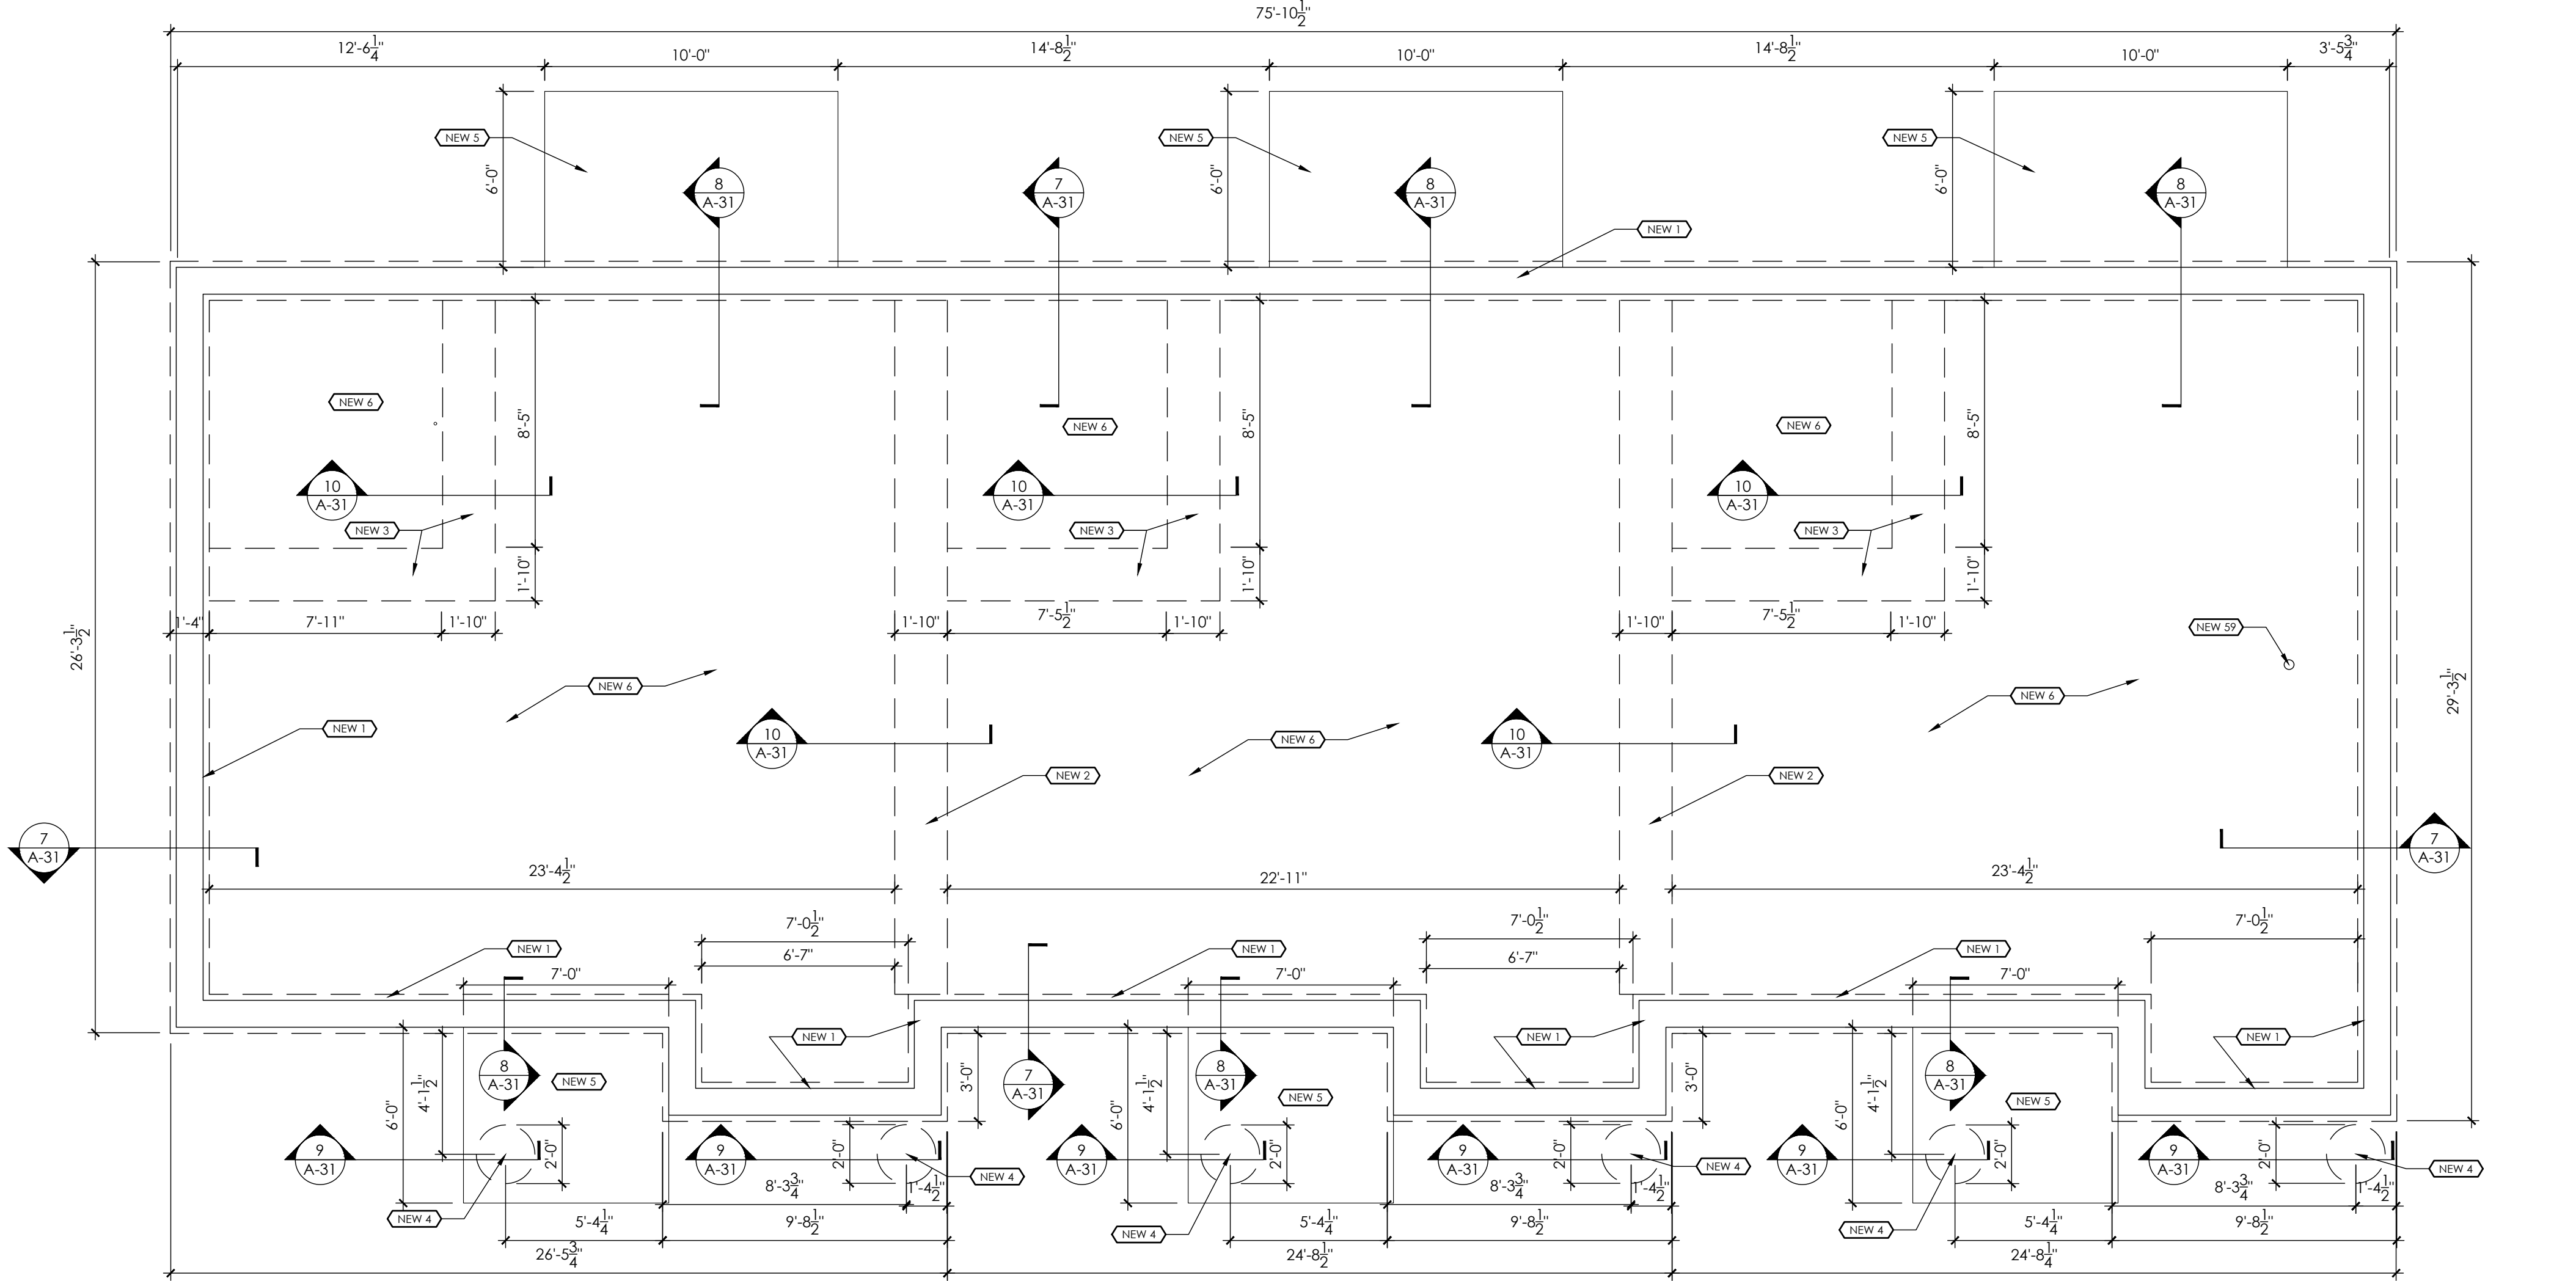 75'-10 1/2"
12'-6 1/4" 10'-0" 14'-8 1/2" 10'-0" 14'-8 1/2" 10'-0" 3'-5 3/4"
NEW 5 NEW 5 NEW 5
6'-0" 6'-0" 6'-0"
8 7 8 8
A-31 A-31 A-31 A-31
NEW 1
NEW 6 NEW 6 NEW 6
8'-5" 8'-5" 8'-5"
10 10 10
A-31 A-31 A-31
NEW 3 NEW 3 NEW 3
1'-10" 1'-10" 1'-10"
1'-4" 7'-11" 1'-10" 1'-10" 7'-5 1/2" 1'-10" 1'-10" 7'-5 1/2" 1'-10"
26'-3 1/2" 29'-3 1/2"
NEW 59
NEW 6 NEW 6 NEW 6
NEW 1
10 10
A-31 A-31
NEW 2 NEW 2
7 7
A-31 A-31
23'-4 1/2" 22'-11" 23'-4 1/2"
7'-0 1/2" 7'-0 1/2" 7'-0 1/2"
NEW 1 NEW 1 NEW 1
6'-7" 6'-7"
7'-0" 7'-0" 7'-0"
NEW 1 NEW 1 NEW 1
8 7 8 8
A-31 A-31 A-31 A-31
NEW 5 NEW 5 NEW 5
6'-0" 4'-1 1/2" 3'-0" 6'-0" 4'-1 1/2" 3'-0" 6'-0" 4'-1 1/2"
9 9 9 9 9 9
A-31 A-31 A-31 A-31 A-31 A-31
2'-0" 2'-0" 2'-0" 2'-0" 2'-0" 2'-0"
NEW 4 NEW 4 NEW 4
8'-3 3/4" 1'-4 1/2" 8'-3 3/4" 1'-4 1/2" 8'-3 3/4" 1'-4 1/2"
NEW 4 NEW 4 NEW 4
5'-4 1/4" 9'-8 1/2" 5'-4 1/4" 9'-8 1/2" 5'-4 1/4" 9'-8 1/2"
26'-5 3/4" 24'-8 1/2" 24'-8 1/4"